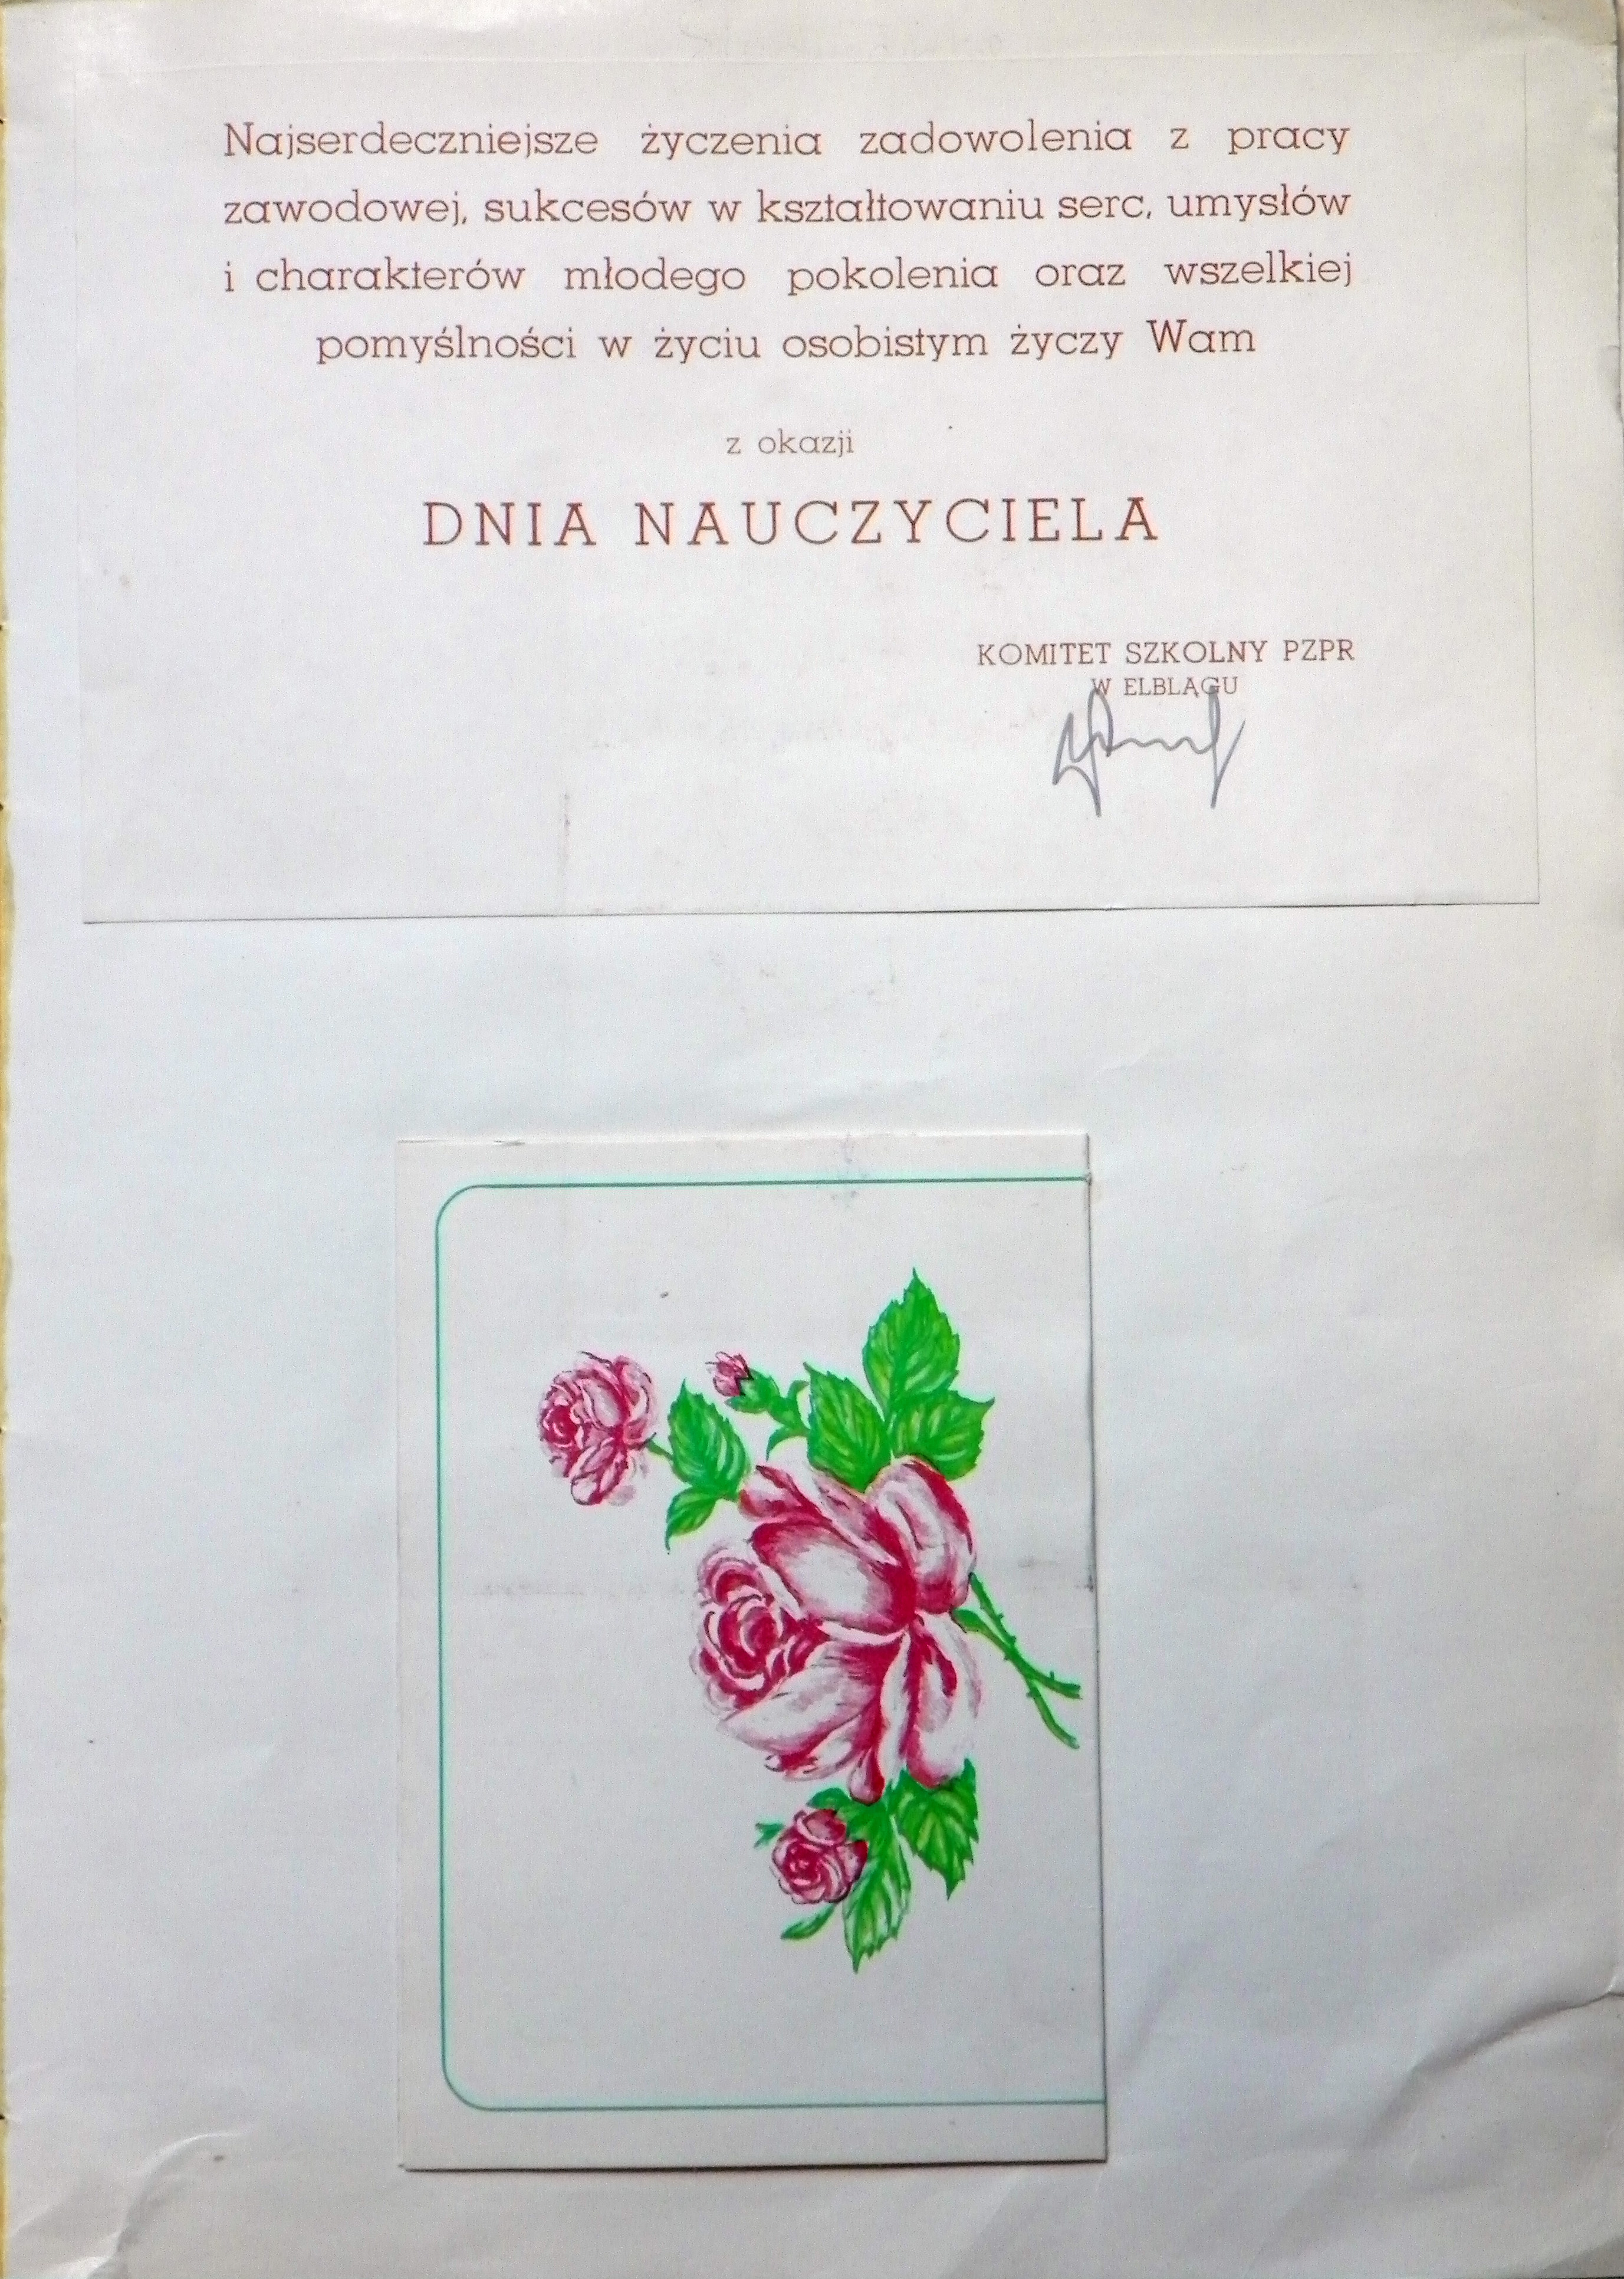 Najserdeczniejsze życzenia zadowolenia z pracy
zawodowej, sukcesów w kształtowaniu serc, umysłów
i charakterów młodego pokolenia oraz wszelkiej
pomyślności w życiu osobistym życzy Wam
z okazji
DNIA NAUCZYCIELA
KOMITET SZKOLNY PZPR
W ELBLĄGU